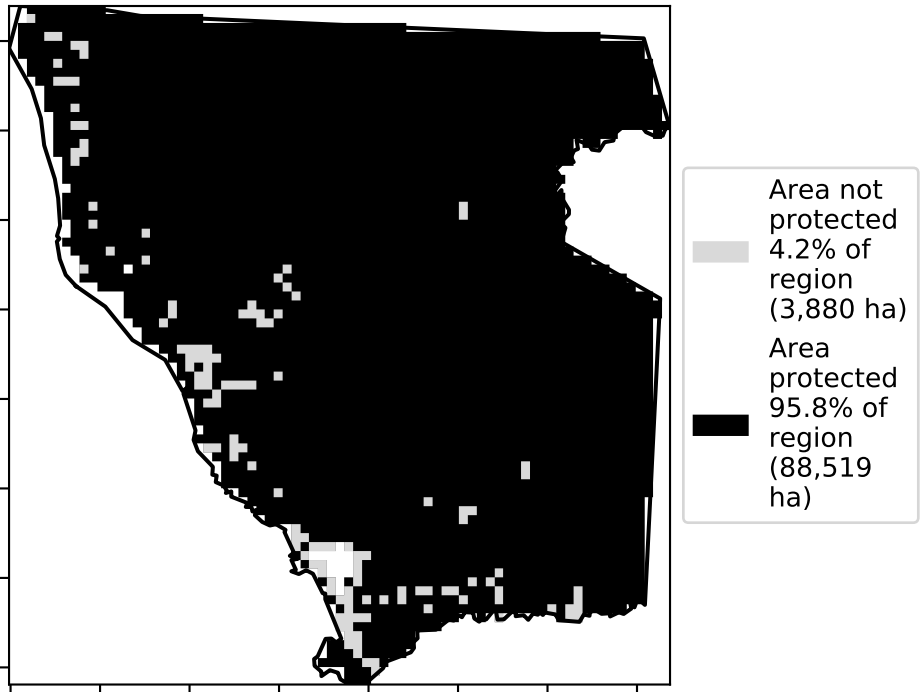 Area not
protected
4.2% of
region
(3,880 ha)
Area
protected
95.8% of
region
(88,519
ha)